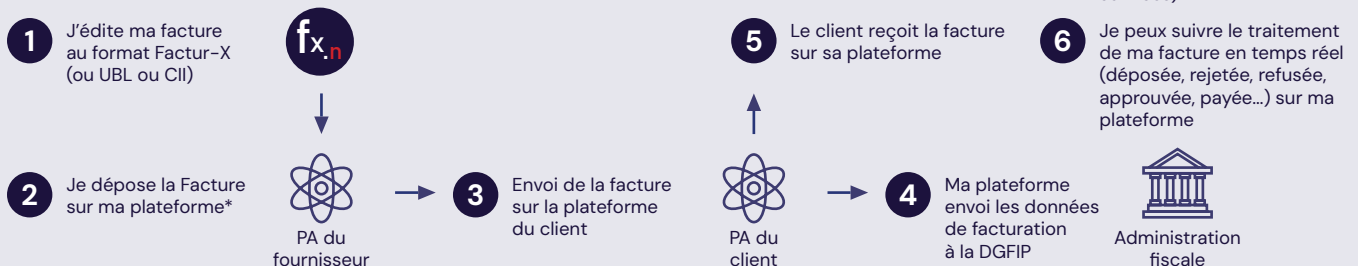 1
J’édite ma facture
au format Factur-X
(ou UBL ou CII)
fx.n
5
Le client reçoit la facture
sur sa plateforme
6
Je peux suivre le traitement
de ma facture en temps réel
(déposée, rejetée, refusée,
approuvée, payée...) sur ma
plateforme
2
Je dépose la Facture
sur ma plateforme*
PA du
fournisseur
3
Envoi de la facture
sur la plateforme
du client
PA du
client
4
Ma plateforme
envoi les données
de facturation
à la DGFIP
Administration
fiscale